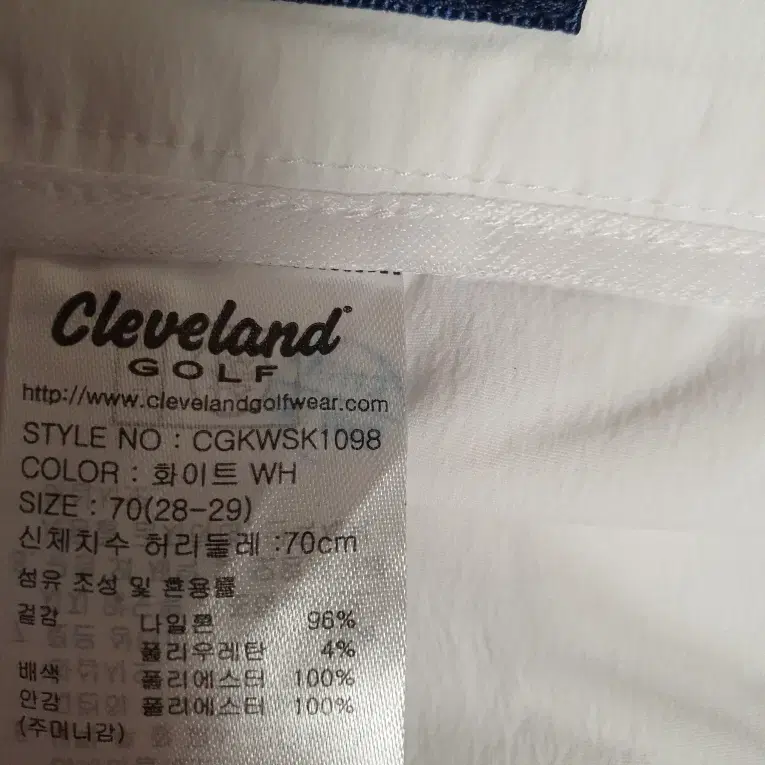 Cleveland®
GOLF
http://www.clevelandgolfwear.com
STYLE NO : CGKWSK1098
COLOR : 화이트 WH
SIZE : 70(28-29)
신체치수 허리둘레 :70cm
섬유 조성 및 혼용률
겉감 나일론 96%
폴리우레탄 4%
배색 폴리에스터 100%
안감 폴리에스터 100%
(주머니감)